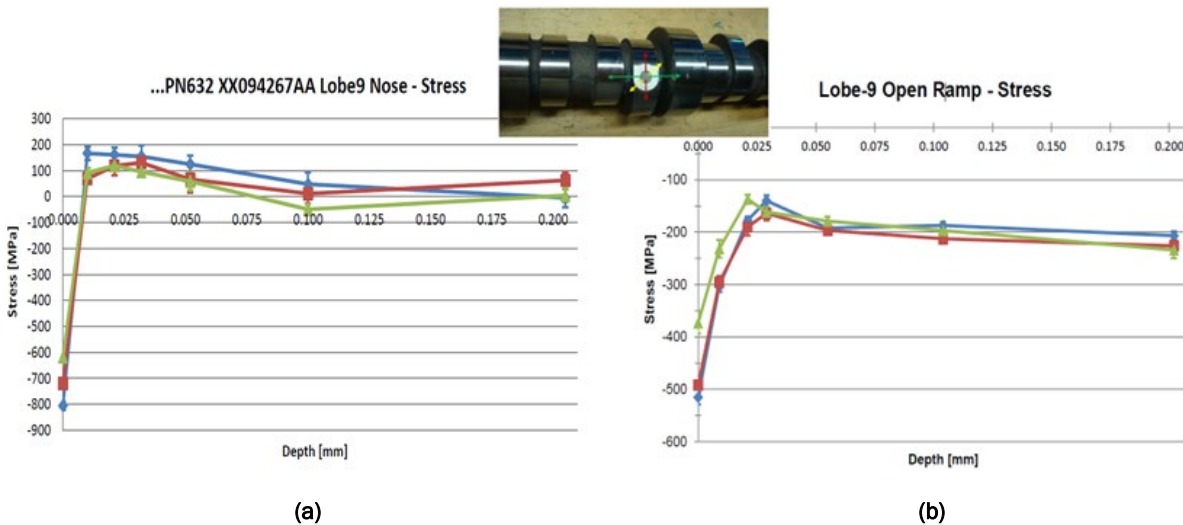 ...PN632 XX094267AA Lobe9 Nose - Stress
300
200
100
0
-100
-200
-300
-400
-500
-600
-700
-800
-900
Stress [MPa]
0.000 0.025 0.050 0.075 0.100 0.125 0.150 0.175 0.200
Depth [mm]
(a)
Lobe-9 Open Ramp - Stress
0.000 0.025 0.050 0.075 0.100 0.125 0.150 0.175 0.200
-100
-200
-300
-400
-500
-600
Stress [MPa]
Depth [mm]
(b)